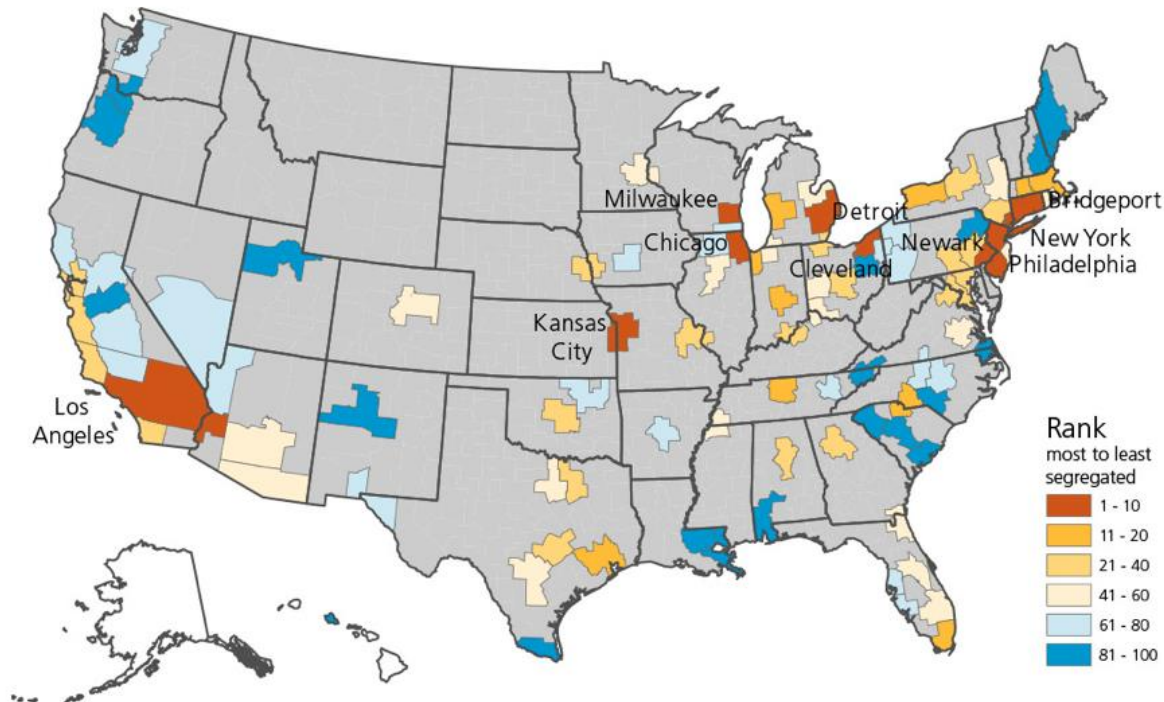 Milwaukee
Detroit
Bridgeport
Chicago
Cleveland
Newark
New York
Philadelphia
Kansas
City
Los
Angeles
Rank
most to least
segregated
1 - 10
11 - 20
21 - 40
41 - 60
61 - 80
81 - 100